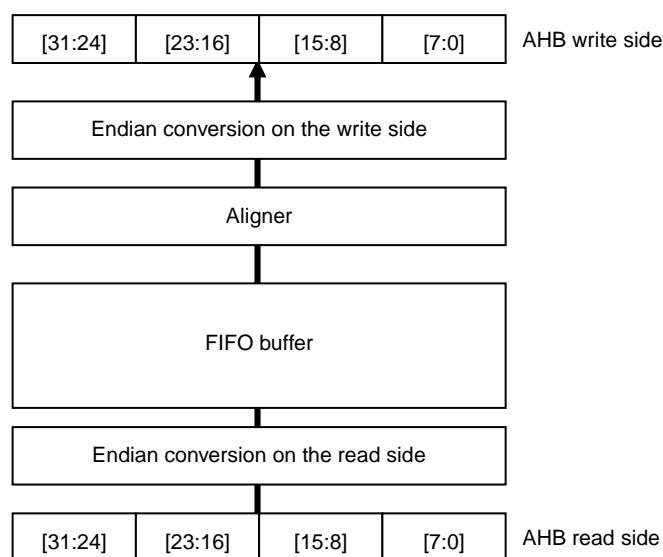 [31:24] [23:16] [15:8] [7:0] AHB write side
Endian conversion on the write side
Aligner
FIFO buffer
Endian conversion on the read side
[31:24] [23:16] [15:8] [7:0] AHB read side